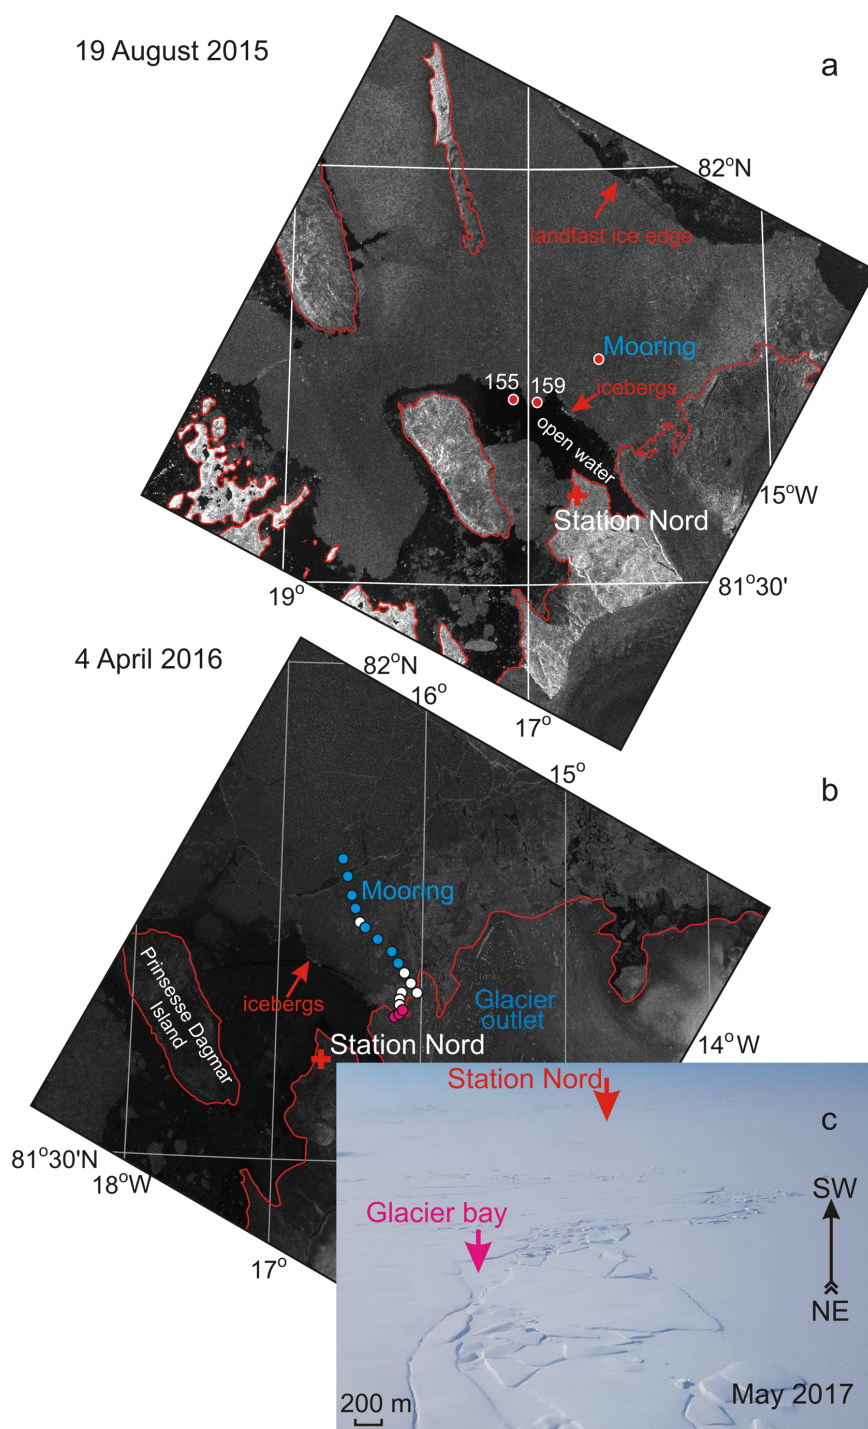 19 August 2015
a
82°N
landfast ice edge
Mooring
155
159
icebergs
open water
15°W
Station Nord
81°30'
19°
17°
4 April 2016
82°N
16°
15°
b
Mooring
Prinsesse Dagmar
Island
icebergs
Glacier
outlet
Station Nord
14°W
81°30'N
18°W
17°
Station Nord
c
SW
Glacier bay
NE
May 2017
200 m